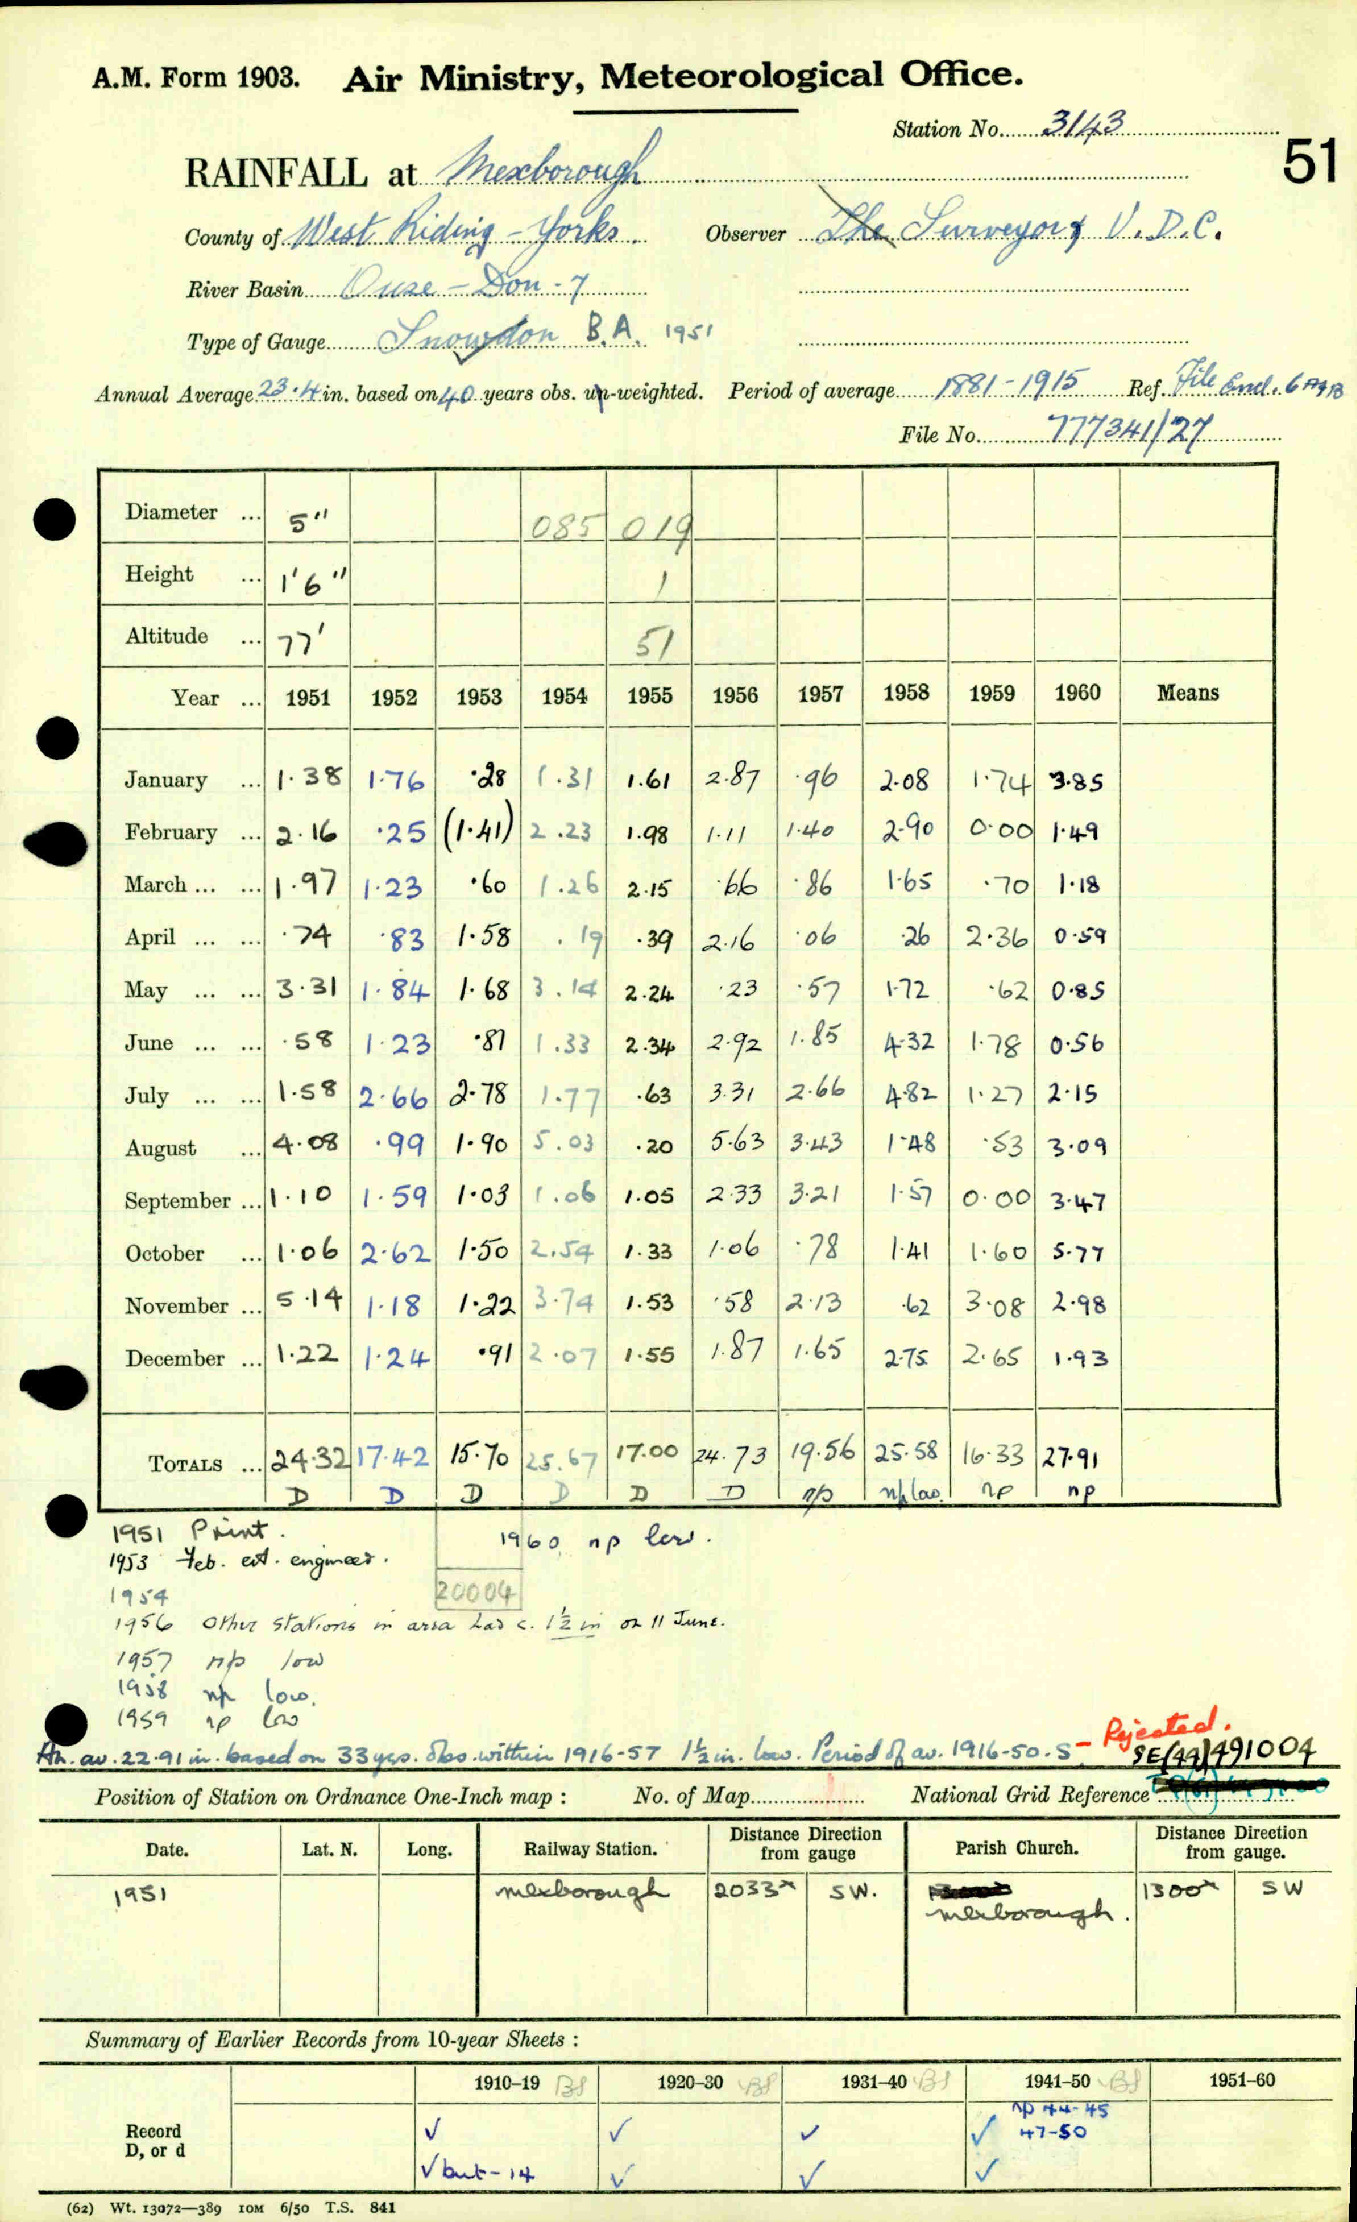 A.M. Form 1903. Air Ministry, Meteorological Office.
Station No. 3143
51
RAINFALL at Mexborough
County of West Riding - Yorks. Observer The Surveyor, U.D.C.
River Basin Ouse - Don - 7
Type of Gauge Snowdon B.A. 1951
Annual Average 23.4 in. based on 40 years obs. un-weighted. Period of average 1881-1915 Ref. File Encl. 6
File No. 777341/27
Diameter ... 5" 085 019
Height ... 1'6" 1
Altitude ... 77' 51
Year ... 1951 1952 1953 1954 1955 1956 1957 1958 1959 1960 Means
January ... 1.38 1.76 .28 1.31 1.61 2.87 .96 2.08 1.74 3.85
February ... 2.16 .25 (1.41) 2.23 1.98 1.11 1.40 2.90 0.00 1.49
March ... ... 1.97 1.23 .60 1.26 2.15 .66 .86 1.65 .70 1.18
April ... ... .74 .83 1.58 .19 .39 2.16 .06 .26 2.36 0.59
May ... ... 3.31 1.84 1.68 3.14 2.24 .23 .57 1.72 .62 0.85
June ... ... .58 1.23 .81 1.33 2.34 2.92 1.85 4.32 1.78 0.56
July ... ... 1.58 2.66 2.78 1.77 .63 3.31 2.66 4.82 1.27 2.15
August ... 4.08 .99 1.90 5.03 .20 5.63 3.43 1.48 .53 3.09
September ... 1.10 1.59 1.03 1.06 1.05 2.33 3.21 1.57 0.00 3.47
October ... 1.06 2.62 1.50 2.54 1.33 1.06 .78 1.41 1.60 5.77
November ... 5.14 1.18 1.22 3.74 1.53 .58 2.13 .62 3.08 2.98
December ... 1.22 1.24 .91 2.07 1.55 1.87 1.65 2.75 2.65 1.93
TOTALS ... 24.32 17.42 15.70 25.67 17.00 24.73 19.56 25.58 16.33 27.91
D D D D D D np np low. np np
1951 Print. 1960 np low.
1953 Feb. est. engineer.
1954 20004
1956 Other stations in area had c. 1½ in on 11 June.
1957 np low
1958 np low.
1959 np low
Rejected.
An. av. 22.91 in. based on 33 yrs. obs. within 1916-57 1½ in. low. Period of av. 1916-50. S- SE(44)491004
Position of Station on Ordnance One-Inch map : No. of Map National Grid Reference
Date. Lat. N. Long. Railway Station. Distance from Direction gauge Parish Church. Distance from Direction gauge.
1951 Mexborough 2033x SW. Mexborough. 1300x SW
Summary of Earlier Records from 10-year Sheets :
1910-19 BS 1920-30 BS 1931-40 BS 1941-50 BS 1951-60
np 44-45
Record ✓ ✓ ✓ ✓ 47-50
D, or d
✓ but - 14 ✓ ✓ ✓
(62) Wt. 13072—389 10M 6/50 T.S. 841